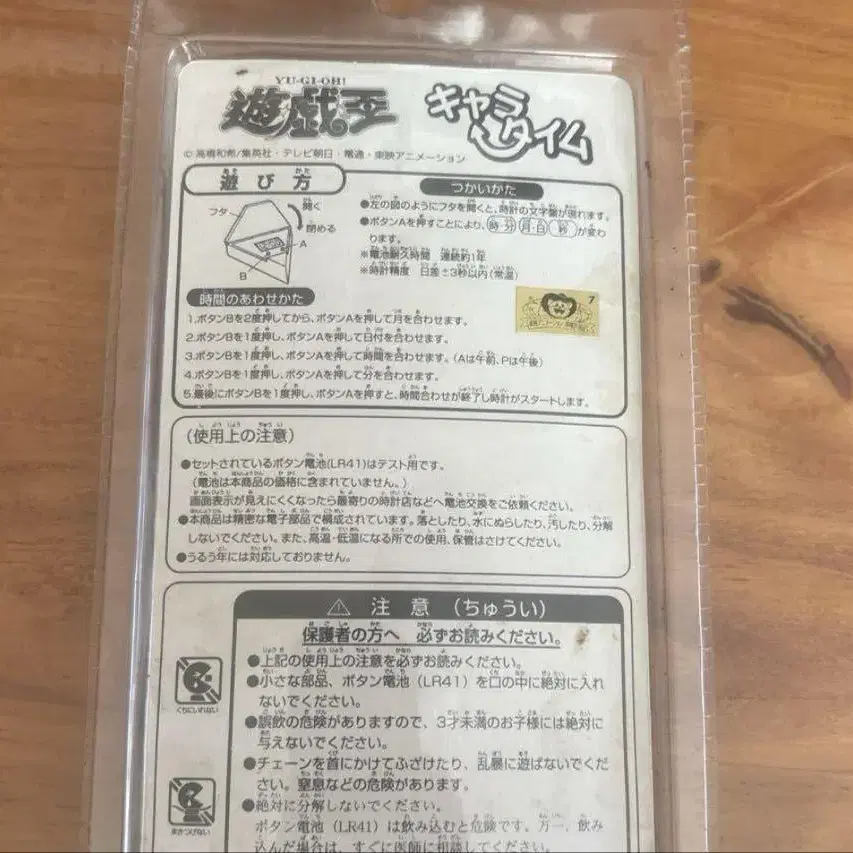 YU-GI-OH!
遊戯王 キャラタイム
© 高橋和希/集英社・テレビ朝日・電通・東映アニメーション
遊び方
フタ
開く
閉める
A
B
つかいかた
●左の図のようにフタを開くと、時計の文字盤が現れます。
●ボタンAを押すことにより、時・分 月・日 秒 が変わ
ります。
※電池耐久時間 連続約1年
※時計精度 日差±3秒以内(常温)
7
時間のあわせかた
1.ボタンBを2度押してから、ボタンAを押して月を合わせます。
2.ボタンBを1度押し、ボタンAを押して日付を合わせます。
3.ボタンBを1度押し、ボタンAを押して時間を合わせます。(Aは午前、Pは午後)
4.ボタンBを1度押し、ボタンAを押して分を合わせます。
5.最後にボタンBを1度押し、ボタンAを押すと、時間合わせが終了し時計がスタートします。
(使用上の注意)
●セットされているボタン電池(LR41)はテスト用です。
(電池は本商品の価格に含まれていません。)
画面表示が見えにくくなったら最寄りの時計店などへ電池交換をご依頼ください。
●本商品は精密な電子部品で構成されています。落としたり、水にぬらしたり、汚したり、分解
しないでください。また、高温・低温になる所での使用、保管はさけてください。
●うるう年には対応しておりません。
⚠ 注意 (ちゅうい)
保護者の方へ 必ずお読みください。
●上記の使用上の注意を必ずお読みください。
●小さな部品、ボタン電池(LR41)を口の中に絶対に入れ
ないでください。
くちにいれない
●誤飲の危険がありますので、3才未満のお子様には絶対に
与えないでください。
●チェーンを首にかけてふざけたり、乱暴に遊ばないでくだ
さい。窒息などの危険があります。
まきつけない
●絶対に分解しないでください。
ボタン電池(LR41)は飲み込むと危険です。万一、飲み
込んだ場合は、すぐに医師に相談してください。